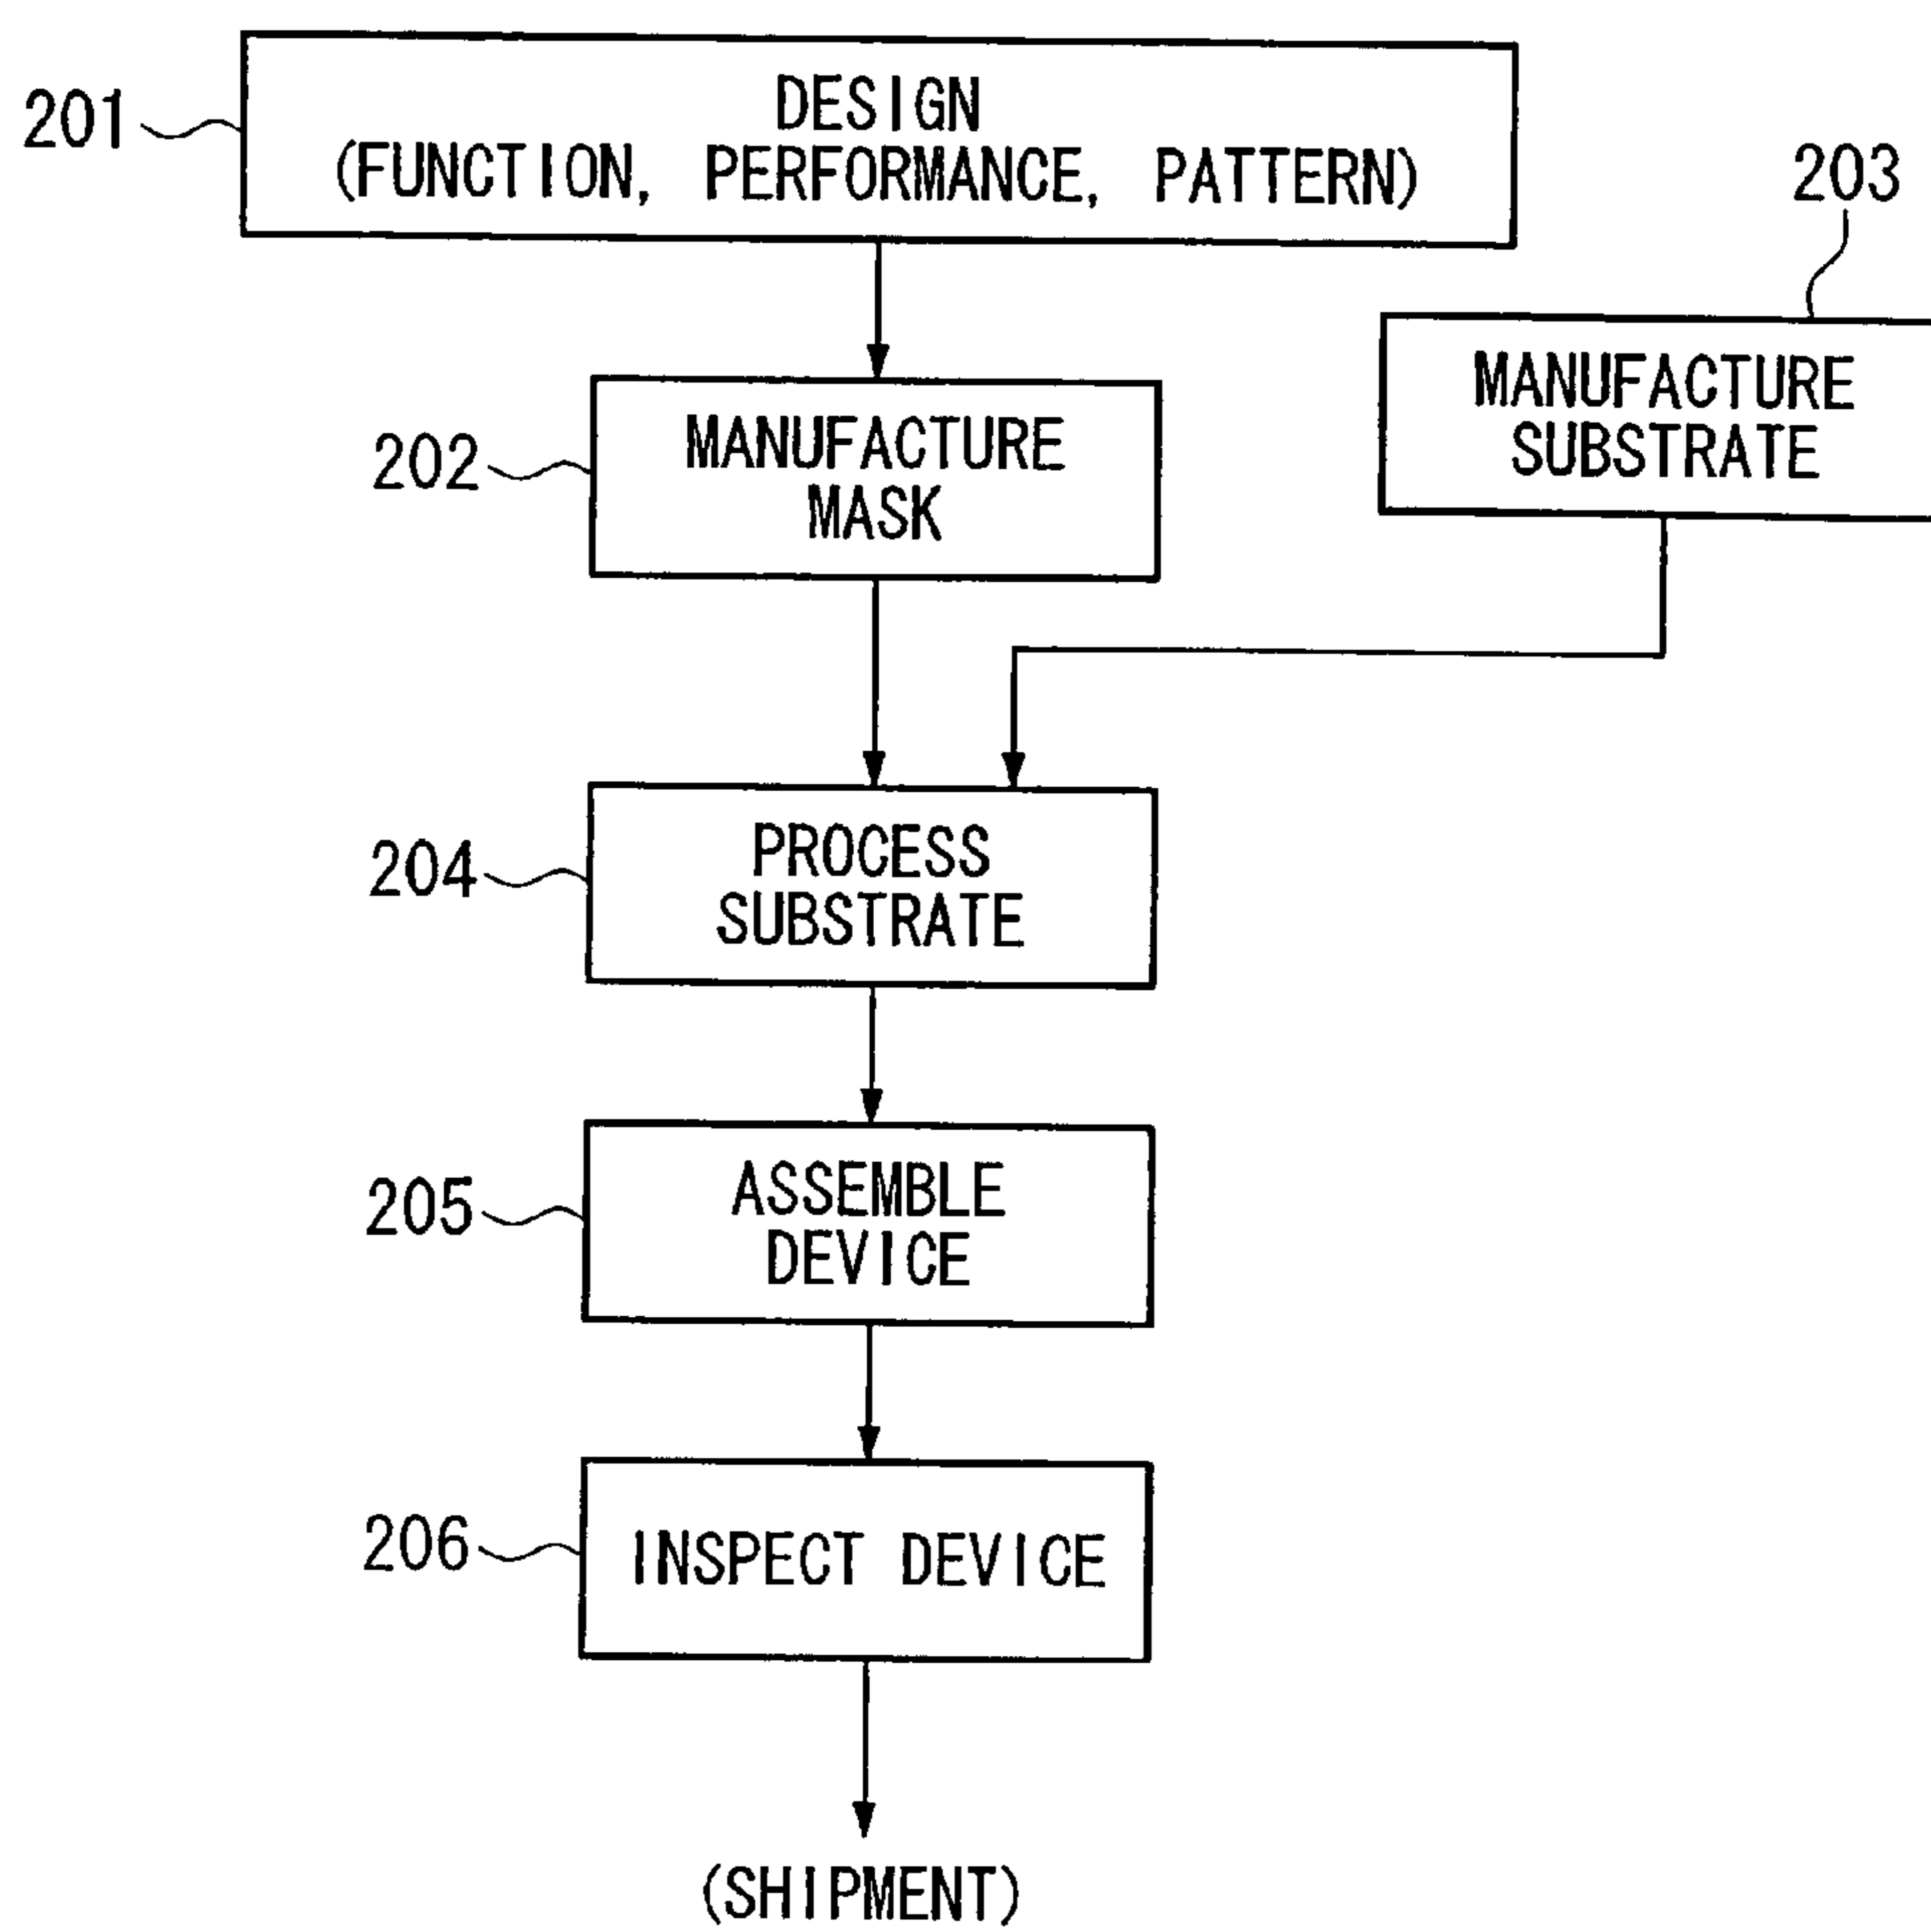 201
DESIGN
(FUNCTION, PERFORMANCE, PATTERN)
203
MANUFACTURE
SUBSTRATE
202
MANUFACTURE
MASK
204
PROCESS
SUBSTRATE
205
ASSEMBLE
DEVICE
206
INSPECT DEVICE
(SHIPMENT)